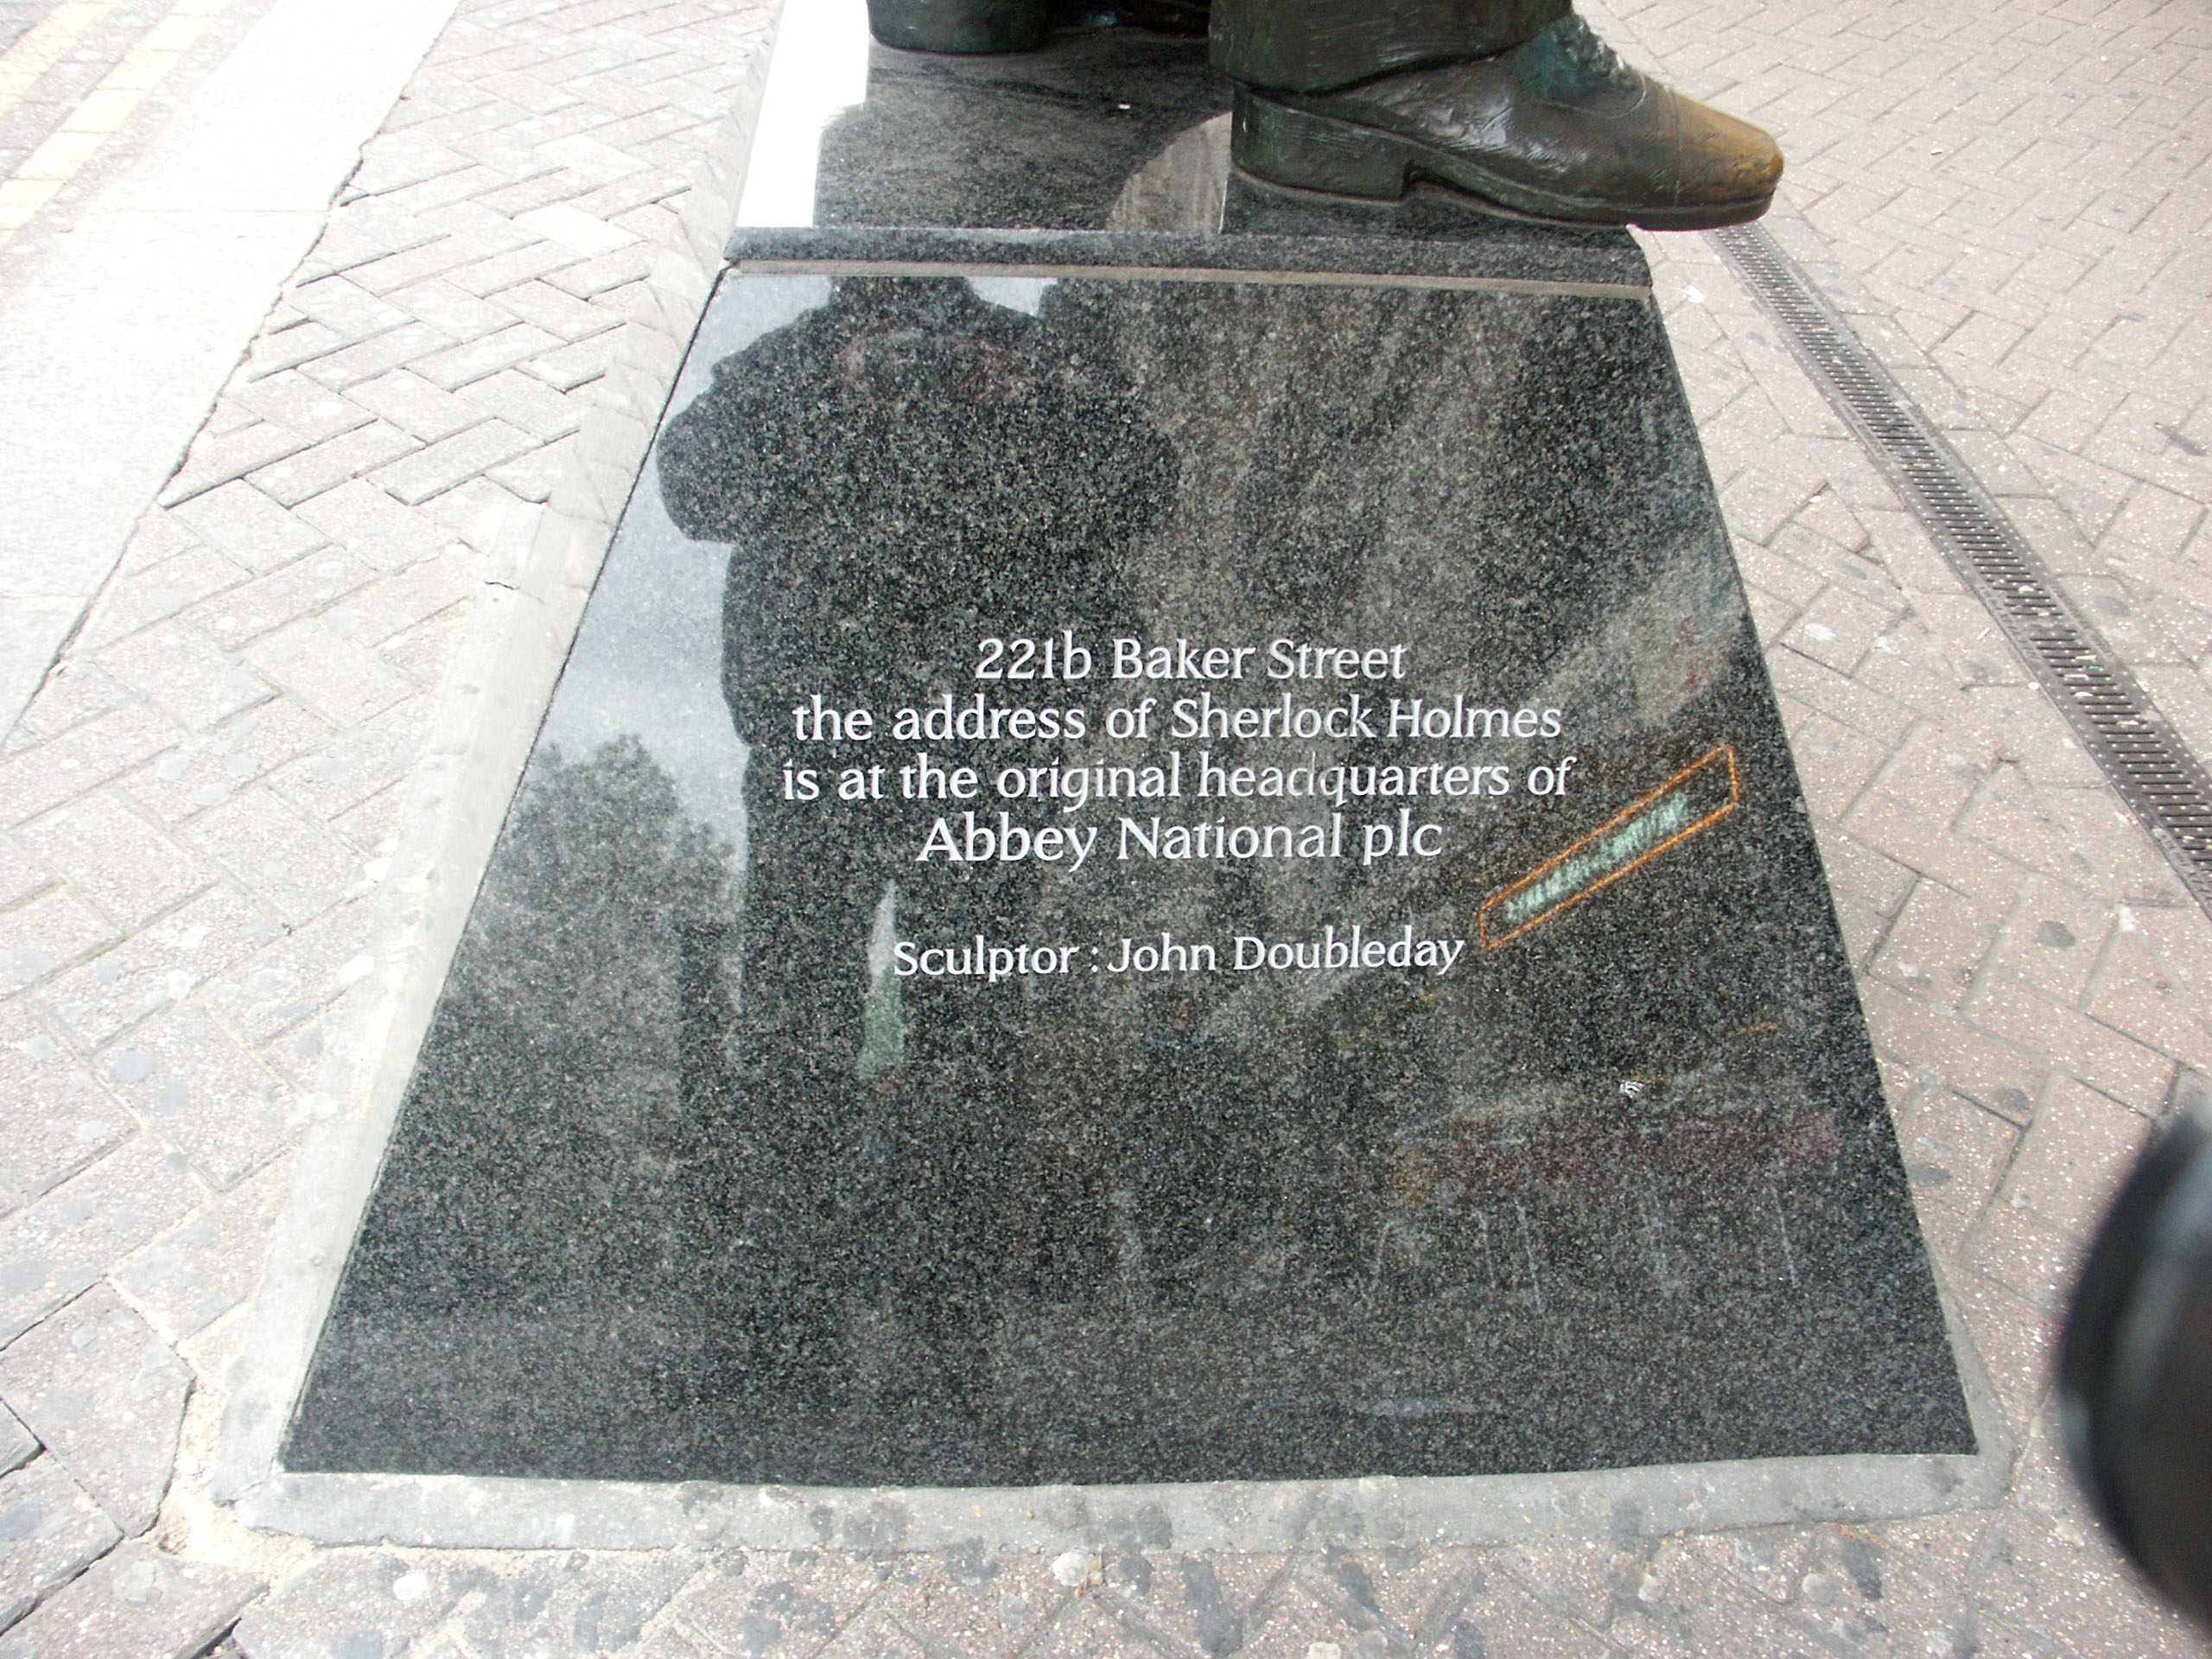 221b Baker Street
the address of Sherlock Holmes
is at the original headquarters of
Abbey National plc
Sculptor : John Doubleday